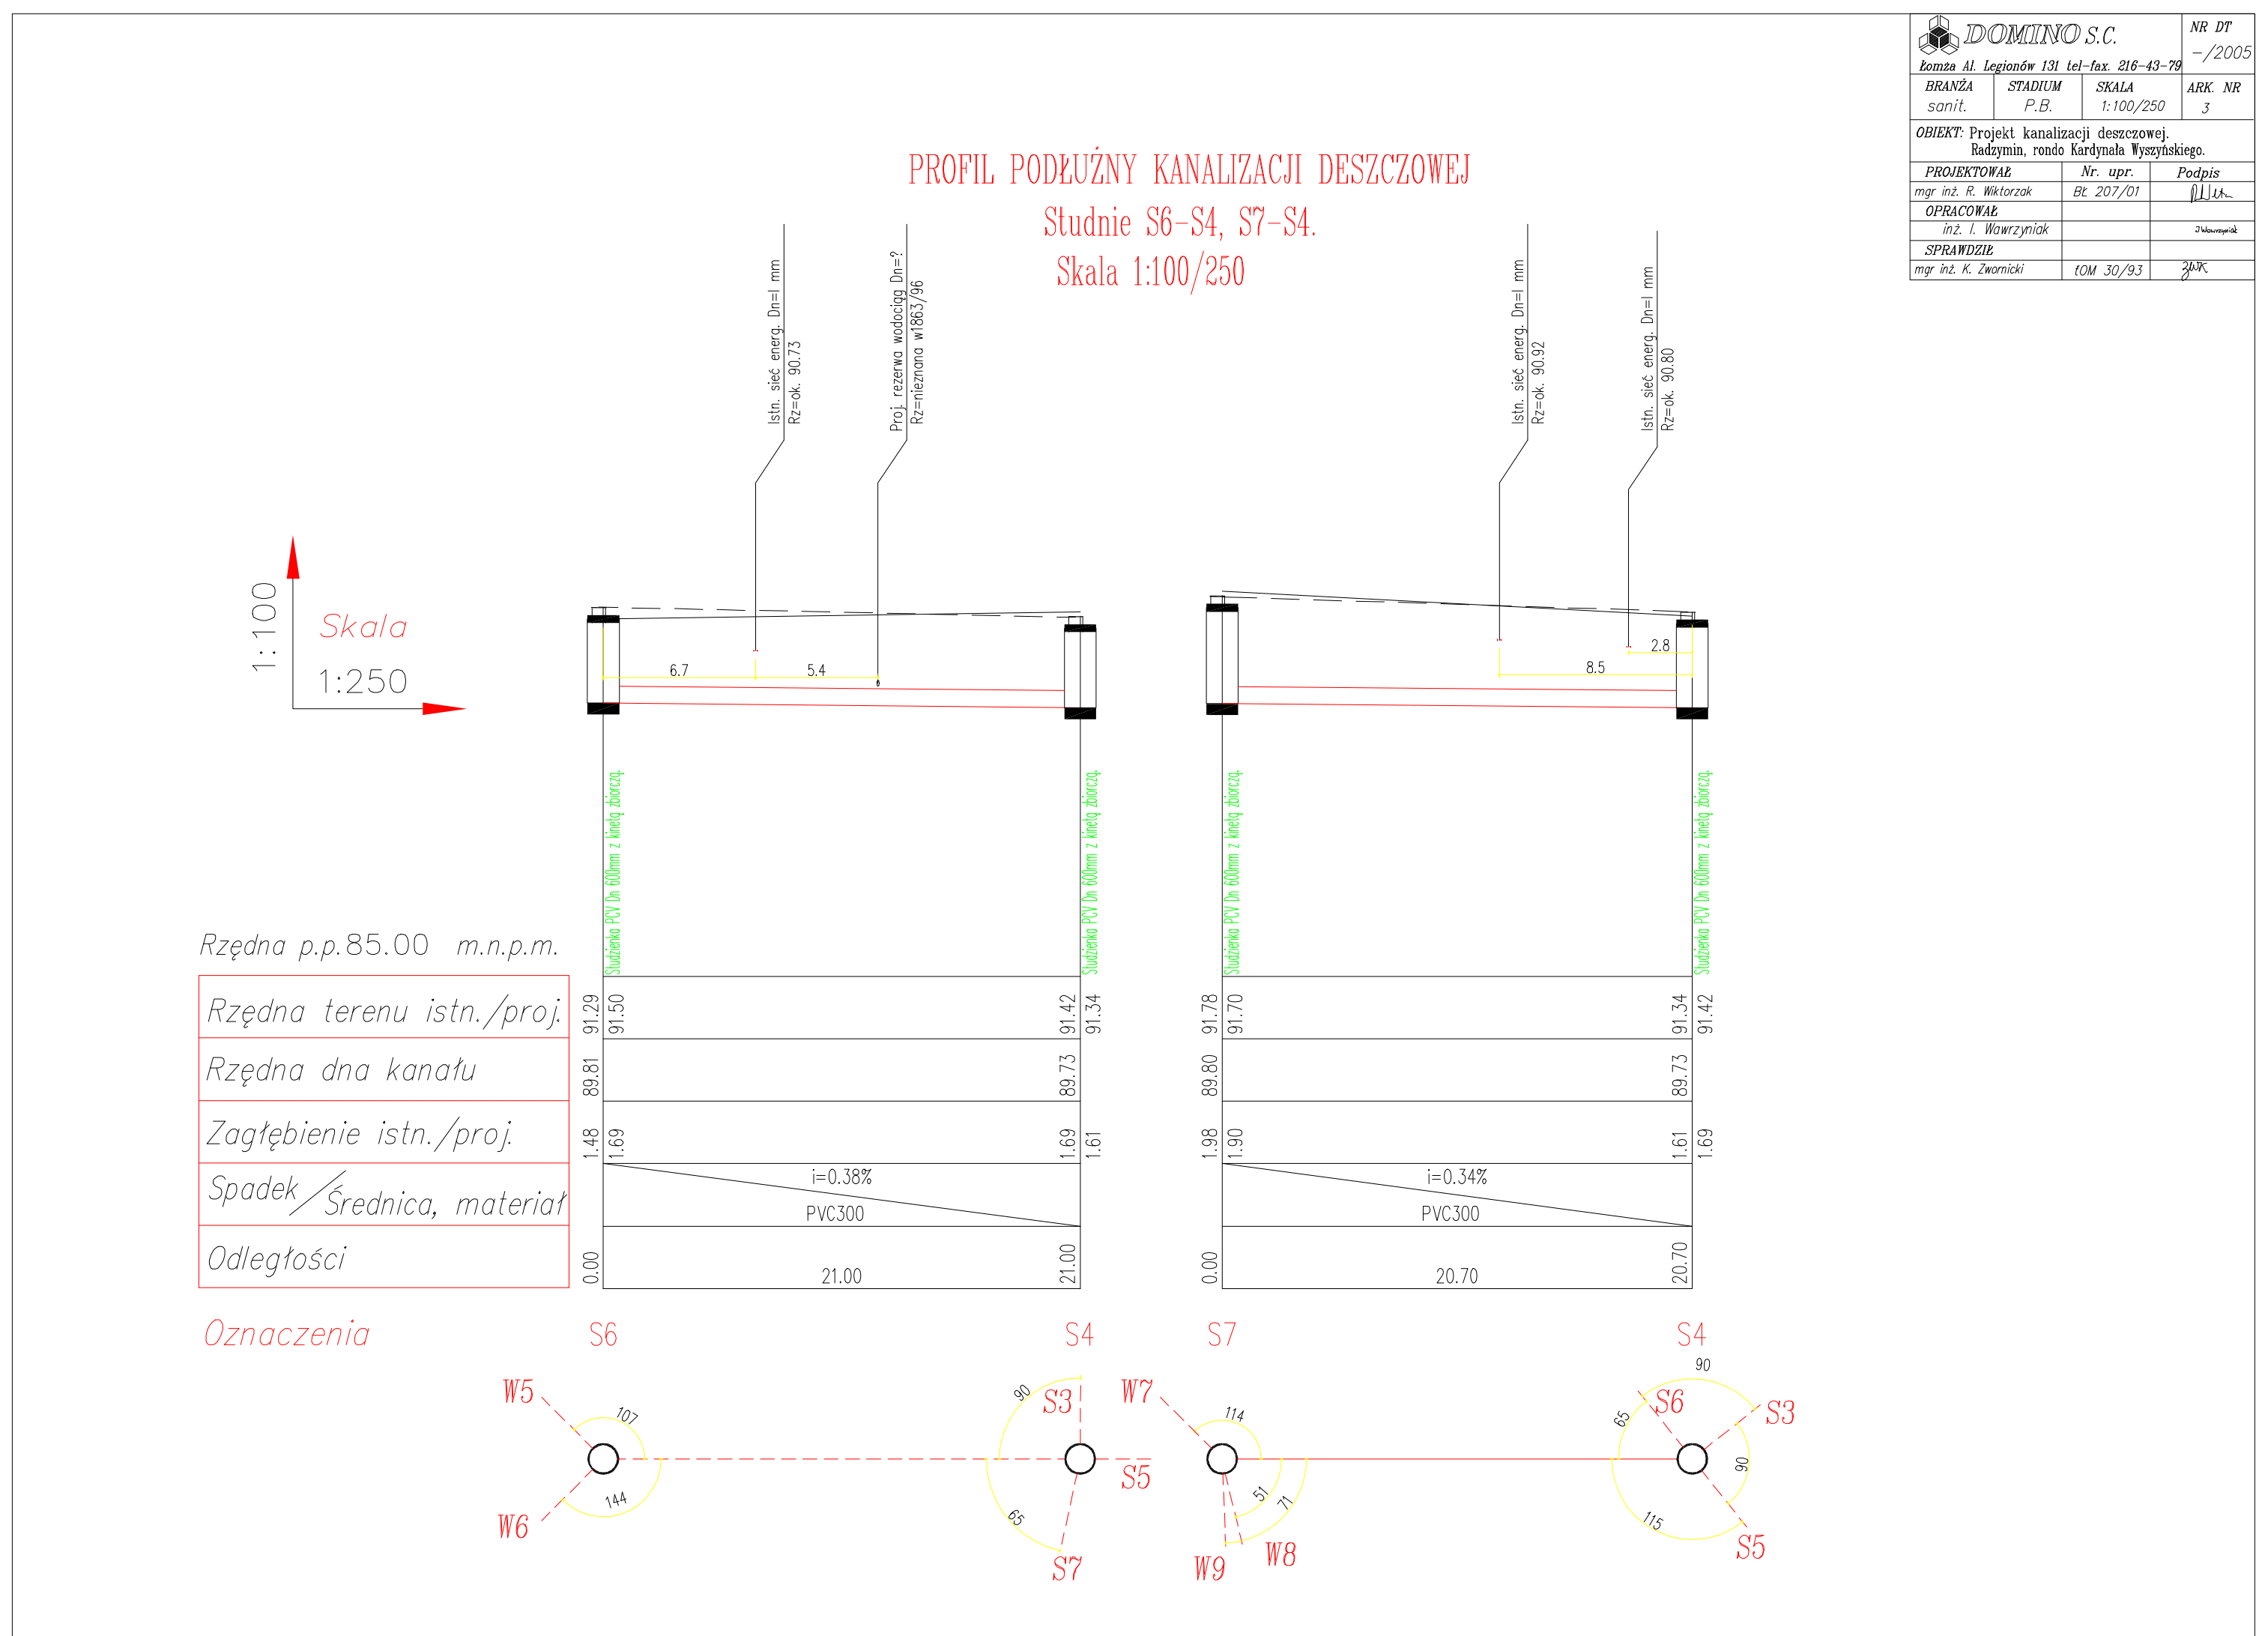 DOMINO S.C.
Łomża Al. Legionów 131 tel-fax. 216-43-79
NR DT
-/2005
BRANŻA
sanit.
STADIUM
P.B.
SKALA
1:100/250
ARK. NR
3
OBIEKT: Projekt kanalizacji deszczowej.
Radzymin, rondo Kardynała Wyszyńskiego.
PROJEKTOWAŁ Nr. upr. Podpis
mgr inż. R. Wiktorzak BŁ 207/01
OPRACOWAŁ
inż. I. Wawrzyniak I Wawrzyniak
SPRAWDZIŁ
mgr inż. K. Zwornicki ŁOM 30/93
PROFIL PODŁUŻNY KANALIZACJI DESZCZOWEJ
Studnie S6-S4, S7-S4.
Skala 1:100/250
Istn. sieć energ. Dn=I mm
Rz=ok. 90.73
Proj. rezerwa wodociąg Dn=?
Rz=nieznana w1863/96
Istn. sieć energ. Dn=I mm
Rz=ok. 90.92
Istn. sieć energ. Dn=I mm
Rz=ok. 90.80
1:100
Skala
1:250
6.7
5.4
8.5
2.8
Studzienka PCV Dn 600mm z kinetą zbiorczą.
Studzienka PCV Dn 600mm z kinetą zbiorczą.
Studzienka PCV Dn 600mm z kinetą zbiorczą.
Studzienka PCV Dn 600mm z kinetą zbiorczą.
Rzędna p.p.85.00 m.n.p.m.
Rzędna terenu istn./proj. 91.29 91.50 91.42 91.34 91.78 91.70 91.34 91.42
Rzędna dna kanału 89.81 89.73 89.80 89.73
Zagłębienie istn./proj. 1.48 1.69 1.69 1.61 1.98 1.90 1.61 1.69
Spadek/Średnica, materiał
i=0.38% i=0.34%
PVC300 PVC300
Odległości 0.00 21.00 21.00 0.00 20.70 20.70
Oznaczenia S6 S4 S7 S4
W5
107
144
W6
90
S3
S5
65
S7
W7
114
51
71
W9
W8
90
S6
S3
65
90
115
S5